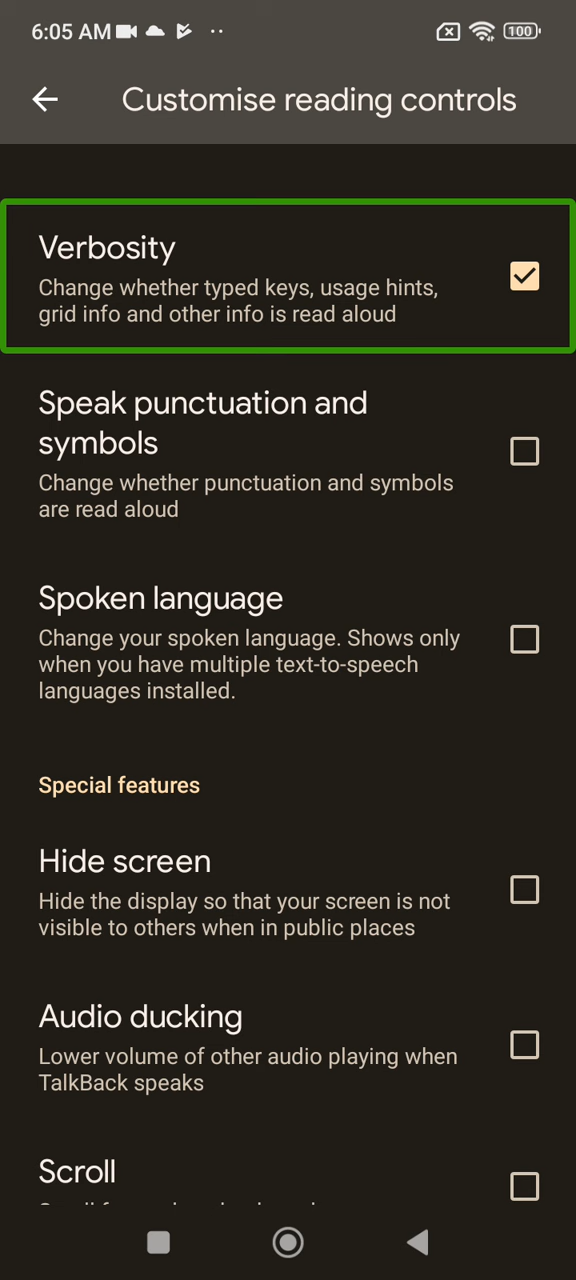 6:05 AM
100
Customise reading controls
Verbosity
Change whether typed keys, usage hints,
grid info and other info is read aloud
Speak punctuation and
symbols
Change whether punctuation and symbols
are read aloud
Spoken language
Change your spoken language. Shows only
when you have multiple text-to-speech
languages installed.
Special features
Hide screen
Hide the display so that your screen is not
visible to others when in public places
Audio ducking
Lower volume of other audio playing when
TalkBack speaks
Scroll